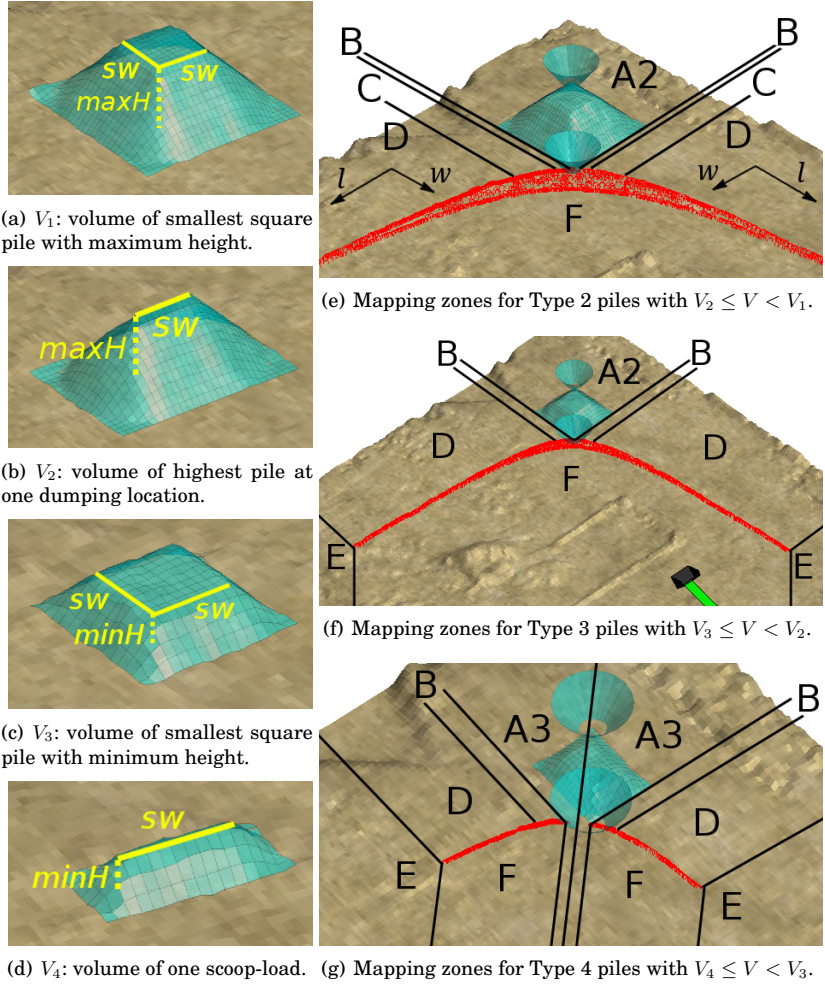 sw
sw
maxH
(a) V₁: volume of smallest square
pile with maximum height.
sw
maxH
(b) V₂: volume of highest pile at
one dumping location.
sw
sw
minH
(c) V₃: volume of smallest square
pile with minimum height.
sw
minH
(d) V₄: volume of one scoop-load.
B
B
A2
C
C
D
D
l
w
w
l
F
(e) Mapping zones for Type 2 piles with V₂ ≤ V < V₁.
B
B
A2
D
D
F
E
E
(f) Mapping zones for Type 3 piles with V₃ ≤ V < V₂.
B
B
A3
A3
D
D
E
F
F
E
(g) Mapping zones for Type 4 piles with V₄ ≤ V < V₃.